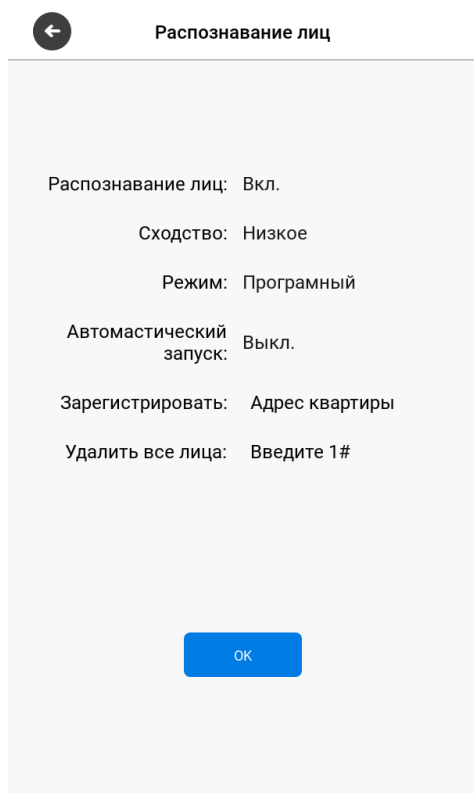 Распознавание лиц
Распознавание лиц: Вкл.
Сходство: Низкое
Режим: Програмный
Автомастический
запуск: Выкл.
Зарегистрировать: Адрес квартиры
Удалить все лица: Введите 1#
OK